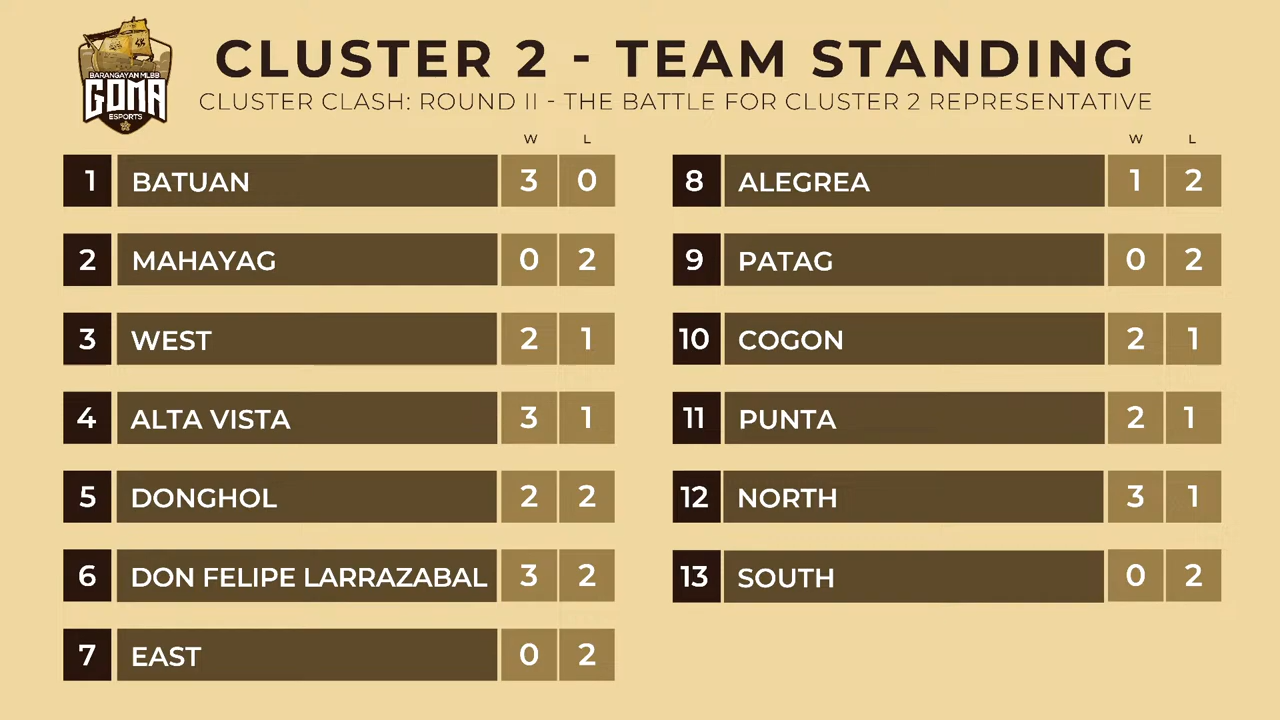 BARANGAYAN MLBB
GOMA
ESPORTS
CLUSTER 2 - TEAM STANDING
CLUSTER CLASH: ROUND II - THE BATTLE FOR CLUSTER 2 REPRESENTATIVE
W L
1 BATUAN 3 0
2 MAHAYAG 0 2
3 WEST 2 1
4 ALTA VISTA 3 1
5 DONGHOL 2 2
6 DON FELIPE LARRAZABAL 3 2
7 EAST 0 2
W L
8 ALEGREA 1 2
9 PATAG 0 2
10 COGON 2 1
11 PUNTA 2 1
12 NORTH 3 1
13 SOUTH 0 2